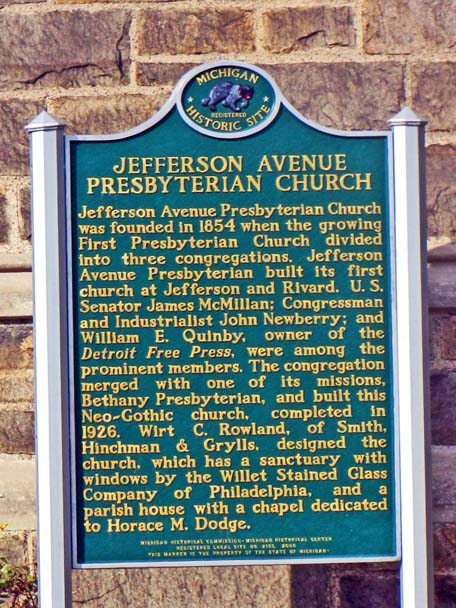 MICHIGAN
REGISTERED
HISTORIC SITE
JEFFERSON AVENUE
PRESBYTERIAN CHURCH
Jefferson Avenue Presbyterian Church
was founded in 1854 when the growing
First Presbyterian Church divided
into three congregations. Jefferson
Avenue Presbyterian built its first
church at Jefferson and Rivard. U.S.
Senator James McMillan; Congressman
and Industrialist John Newberry; and
William E. Quinby, owner of the
Detroit Free Press, were among the
prominent members. The congregation
merged with one of its missions,
Bethany Presbyterian, and built this
Neo-Gothic church, completed in
1926. Wirt C. Rowland, of Smith,
Hinchman & Grylls, designed the
church, which has a sanctuary with
windows by the Willet Stained Glass
Company of Philadelphia, and a
parish house with a chapel dedicated
to Horace M. Dodge.
MICHIGAN HISTORICAL COMMISSION-MICHIGAN HISTORICAL CENTER
REGISTERED LOCAL SITE NO.
THIS MARKER IS THE PROPERTY OF THE STATE OF MICHIGAN